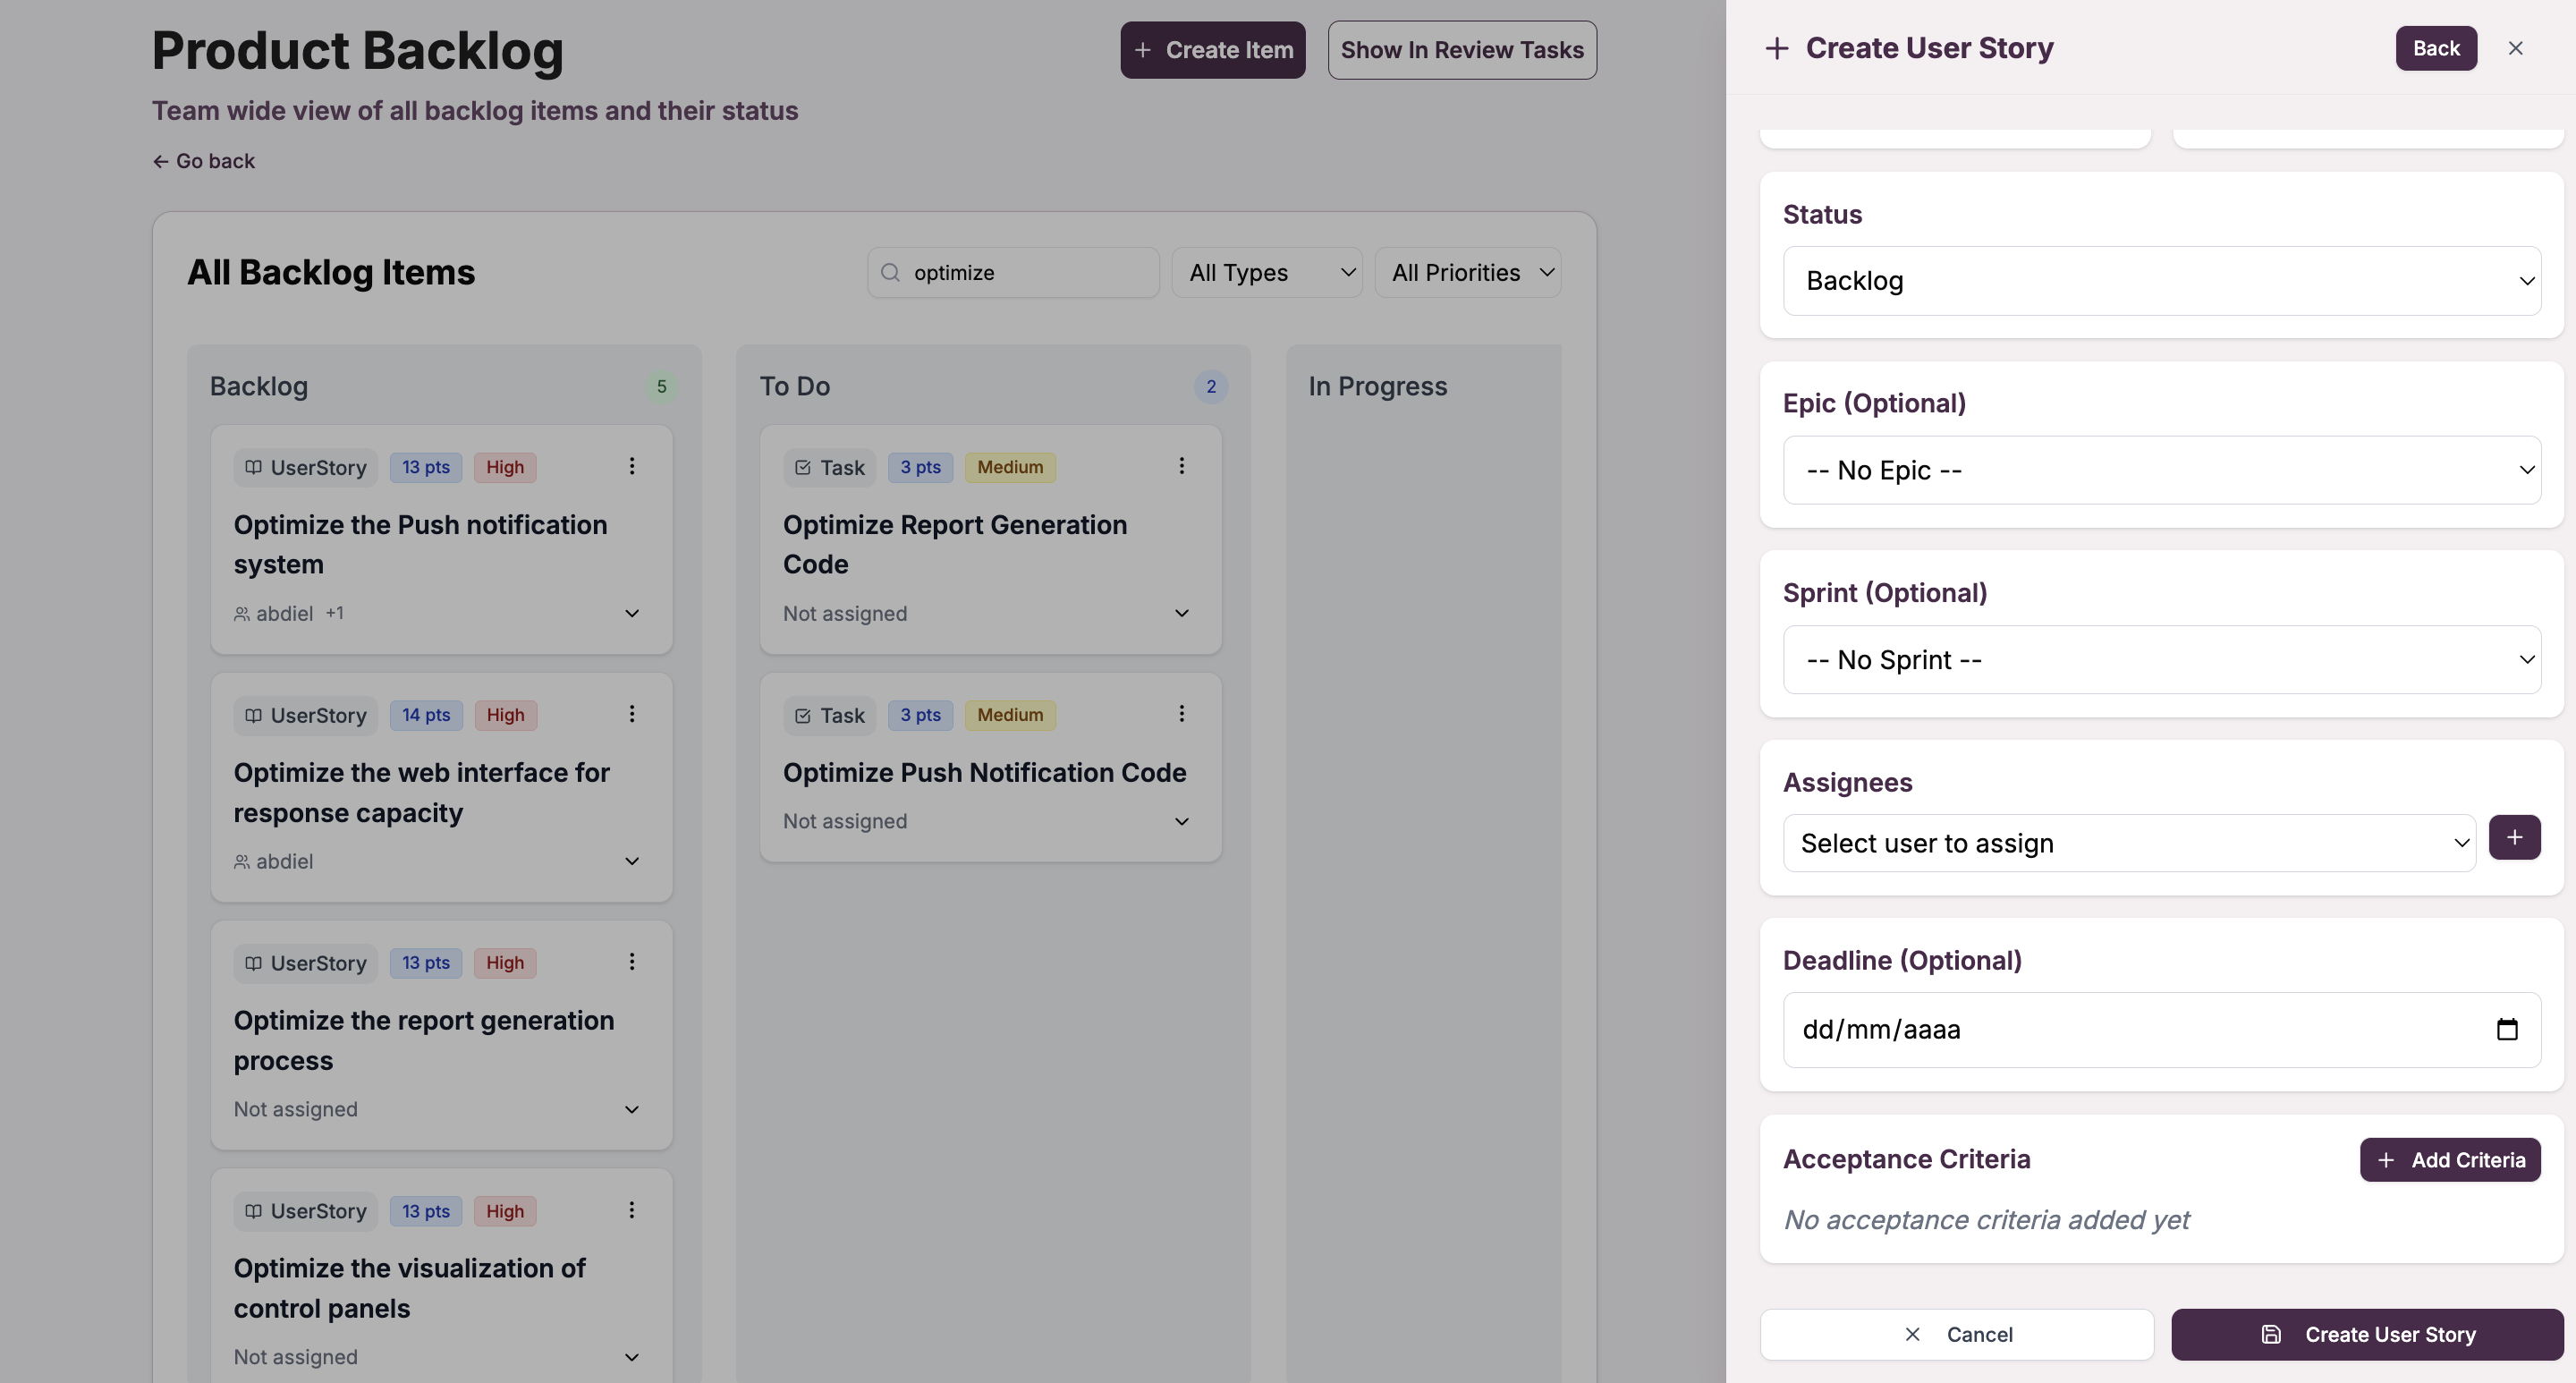 Product Backlog
Create Item
Show In Review Tasks
Team wide view of all backlog items and their status
Go back
All Backlog Items
optimize
All Types
All Priorities
Backlog
5
UserStory
13 pts
High
Optimize the Push notification
system
abdiel +1
UserStory
14 pts
High
Optimize the web interface for
response capacity
abdiel
UserStory
13 pts
High
Optimize the report generation
process
Not assigned
UserStory
13 pts
High
Optimize the visualization of
control panels
Not assigned
To Do
2
Task
3 pts
Medium
Optimize Report Generation
Code
Not assigned
Task
3 pts
Medium
Optimize Push Notification Code
Not assigned
In Progress
Create User Story
Back
Status
Backlog
Epic (Optional)
-- No Epic --
Sprint (Optional)
-- No Sprint --
Assignees
Select user to assign
Deadline (Optional)
dd/mm/aaaa
Acceptance Criteria
Add Criteria
No acceptance criteria added yet
Cancel
Create User Story